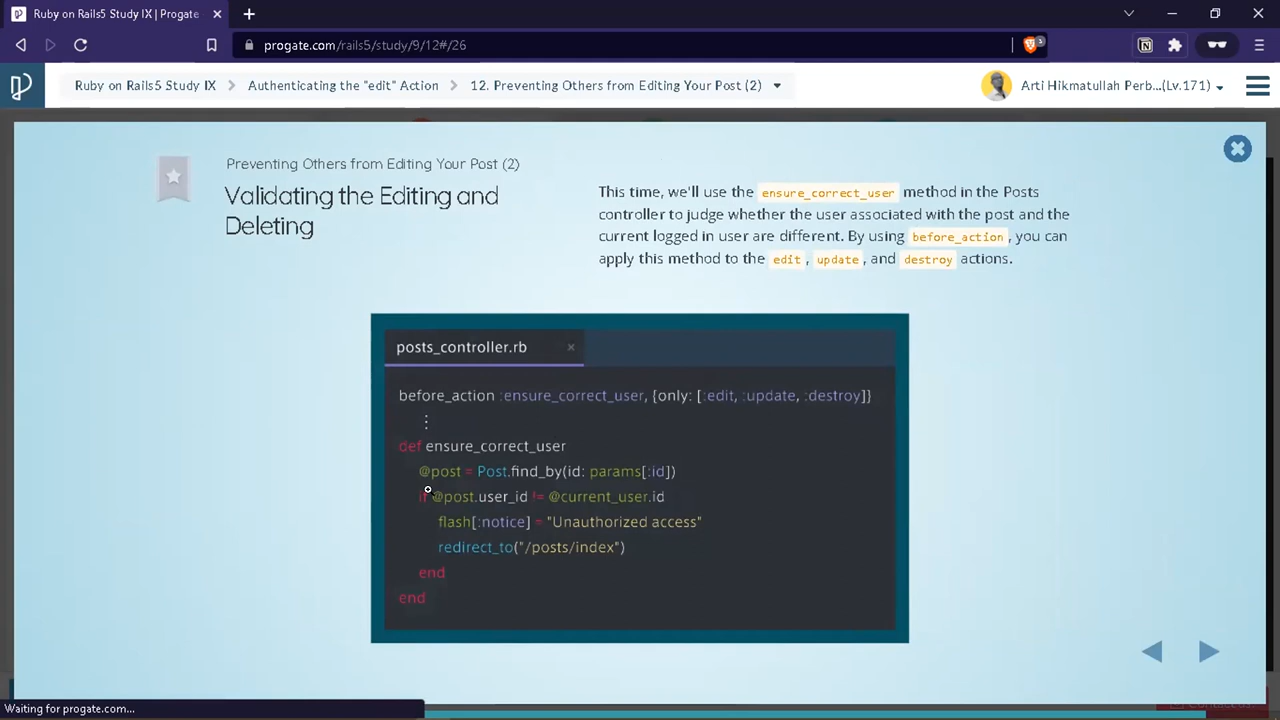 Ruby on Rails5 Study IX | Progate
progate.com/rails5/study/9/12#/26
3
Ruby on Rails5 Study IX
Authenticating the "edit" Action
12. Preventing Others from Editing Your Post (2)
Arti Hikmatullah Perb...(Lv.171)
Preventing Others from Editing Your Post (2)
Validating the Editing and
Deleting
This time, we'll use the ensure_correct_user method in the Posts
controller to judge whether the user associated with the post and the
current logged in user are different. By using before_action, you can
apply this method to the edit, update, and destroy actions.
posts_controller.rb
before_action :ensure_correct_user, {only: [:edit, :update, :destroy]}
⋮
def ensure_correct_user
@post = Post.find_by(id: params[:id])
if @post.user_id != @current_user.id
flash[:notice] = "Unauthorized access"
redirect_to("/posts/index")
end
end
Waiting for progate.com...
Contact us!